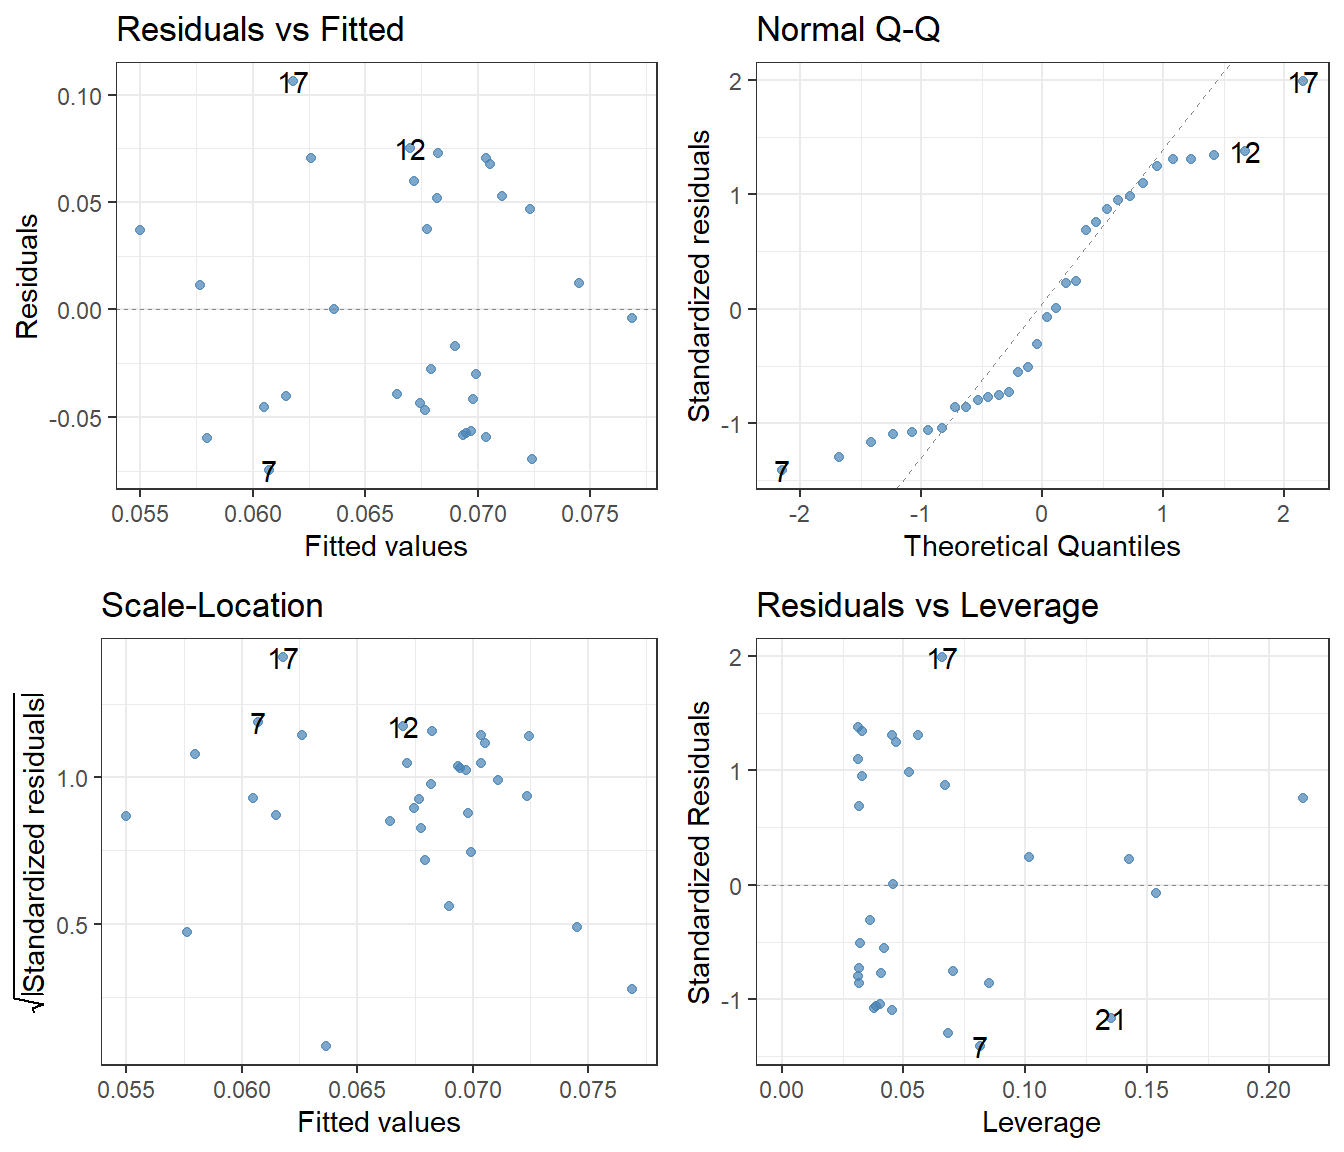 Residuals vs Fitted
17
12
7
0.10
0.05
0.00
-0.05
Residuals
0.055 0.060 0.065 0.070 0.075
Fitted values
Normal Q-Q
17
12
7
2
1
0
-1
Standardized residuals
-2 -1 0 1 2
Theoretical Quantiles
Scale-Location
17
7
12
1.0
0.5
√|Standardized residuals|
0.055 0.060 0.065 0.070 0.075
Fitted values
Residuals vs Leverage
17
21
7
2
1
0
-1
Standardized Residuals
0.00 0.05 0.10 0.15 0.20
Leverage